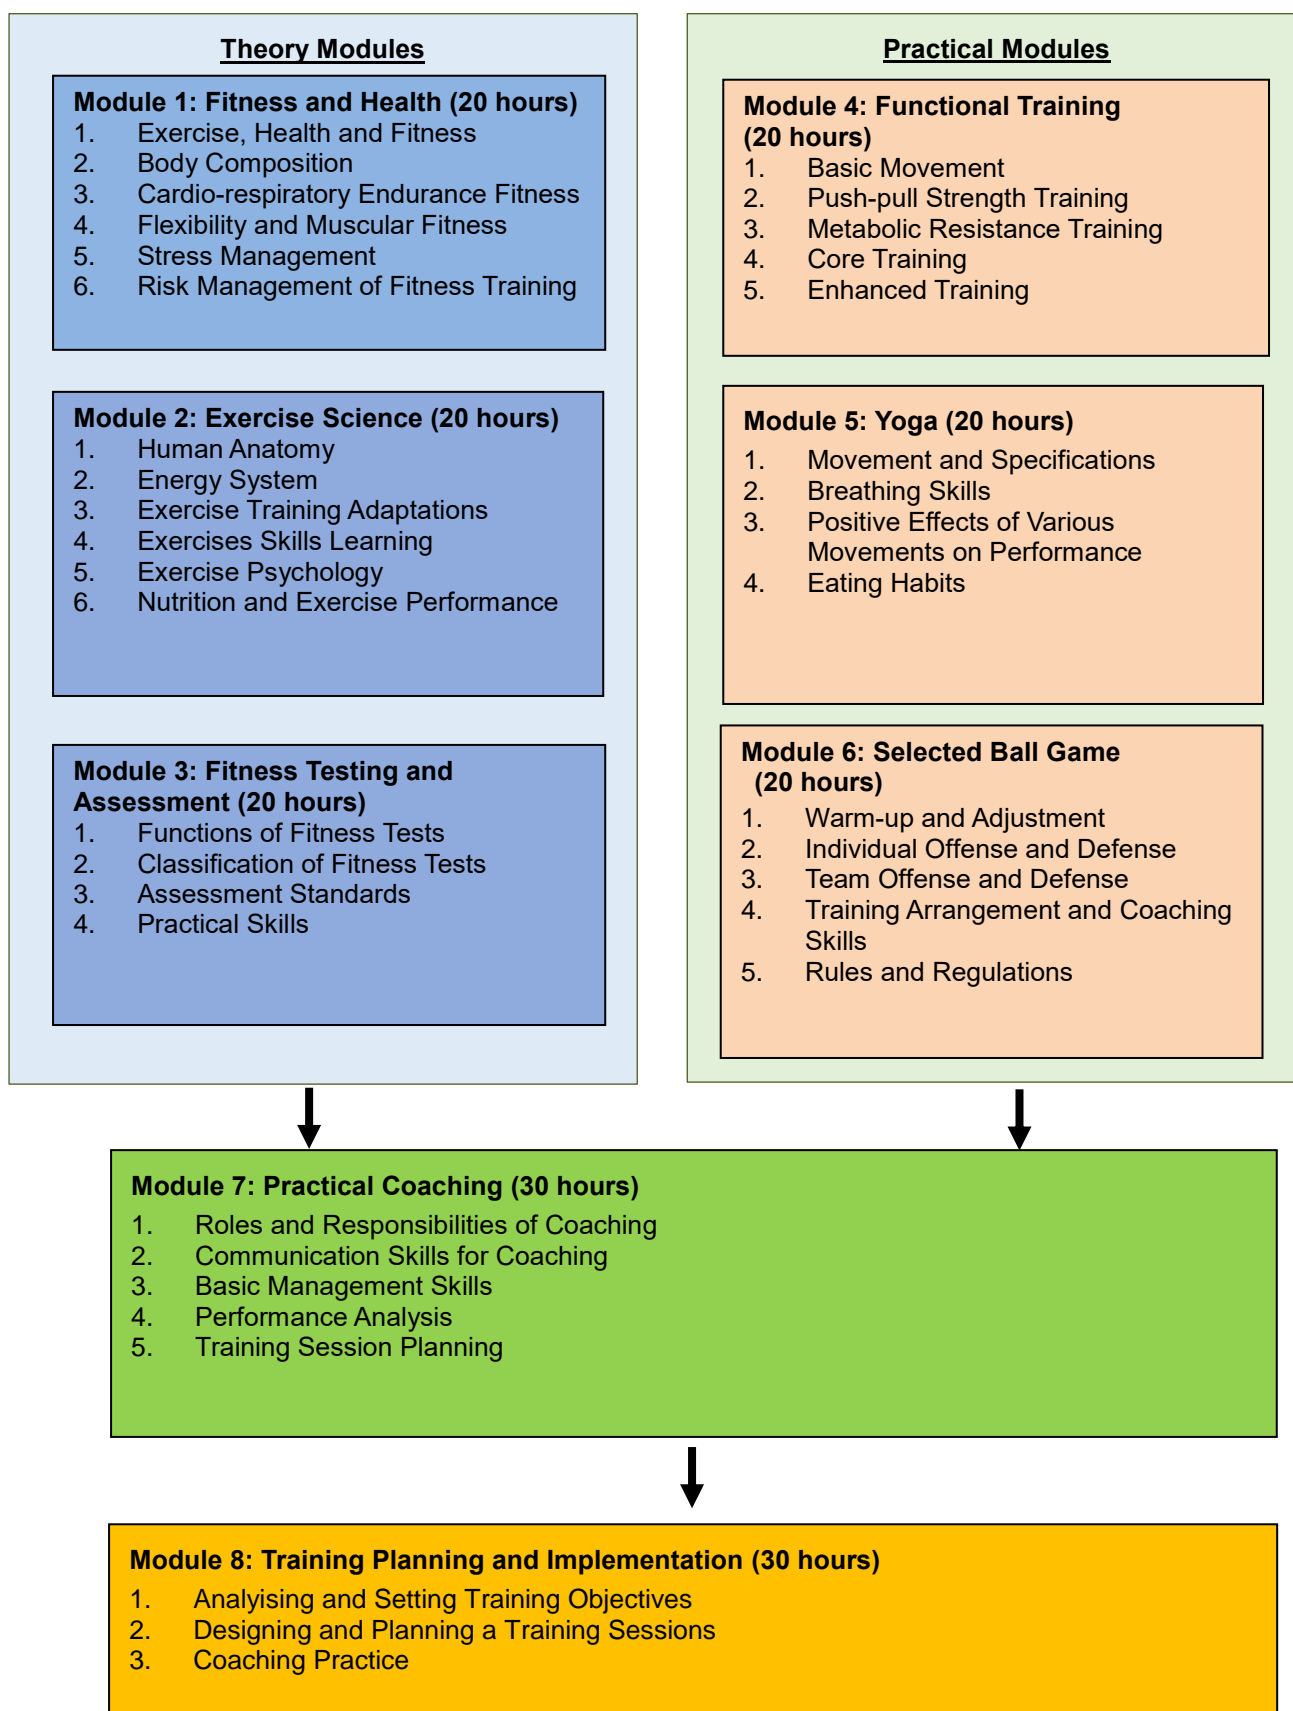 Theory Modules
Module 1: Fitness and Health (20 hours)
1. Exercise, Health and Fitness
2. Body Composition
3. Cardio-respiratory Endurance Fitness
4. Flexibility and Muscular Fitness
5. Stress Management
6. Risk Management of Fitness Training
Module 2: Exercise Science (20 hours)
1. Human Anatomy
2. Energy System
3. Exercise Training Adaptations
4. Exercises Skills Learning
5. Exercise Psychology
6. Nutrition and Exercise Performance
Module 3: Fitness Testing and
Assessment (20 hours)
1. Functions of Fitness Tests
2. Classification of Fitness Tests
3. Assessment Standards
4. Practical Skills
Practical Modules
Module 4: Functional Training
(20 hours)
1. Basic Movement
2. Push-pull Strength Training
3. Metabolic Resistance Training
4. Core Training
5. Enhanced Training
Module 5: Yoga (20 hours)
1. Movement and Specifications
2. Breathing Skills
3. Positive Effects of Various
Movements on Performance
4. Eating Habits
Module 6: Selected Ball Game
(20 hours)
1. Warm-up and Adjustment
2. Individual Offense and Defense
3. Team Offense and Defense
4. Training Arrangement and Coaching
Skills
5. Rules and Regulations
Module 7: Practical Coaching (30 hours)
1. Roles and Responsibilities of Coaching
2. Communication Skills for Coaching
3. Basic Management Skills
4. Performance Analysis
5. Training Session Planning
Module 8: Training Planning and Implementation (30 hours)
1. Analyising and Setting Training Objectives
2. Designing and Planning a Training Sessions
3. Coaching Practice